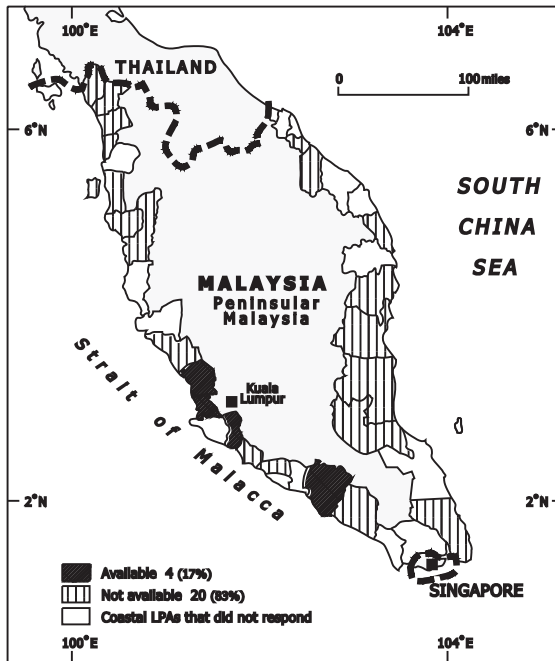 100°E 104°E
THAILAND
0 100 miles
6°N 6°N
SOUTH
CHINA
SEA
MALAYSIA
Peninsular
Malaysia
Kuala
Lumpur
Strait of Malacca
2°N 2°N
SINGAPORE
Available 4 (17%)
Not available 20 (83%)
Coastal LPAs that did not respond
100°E 104°E